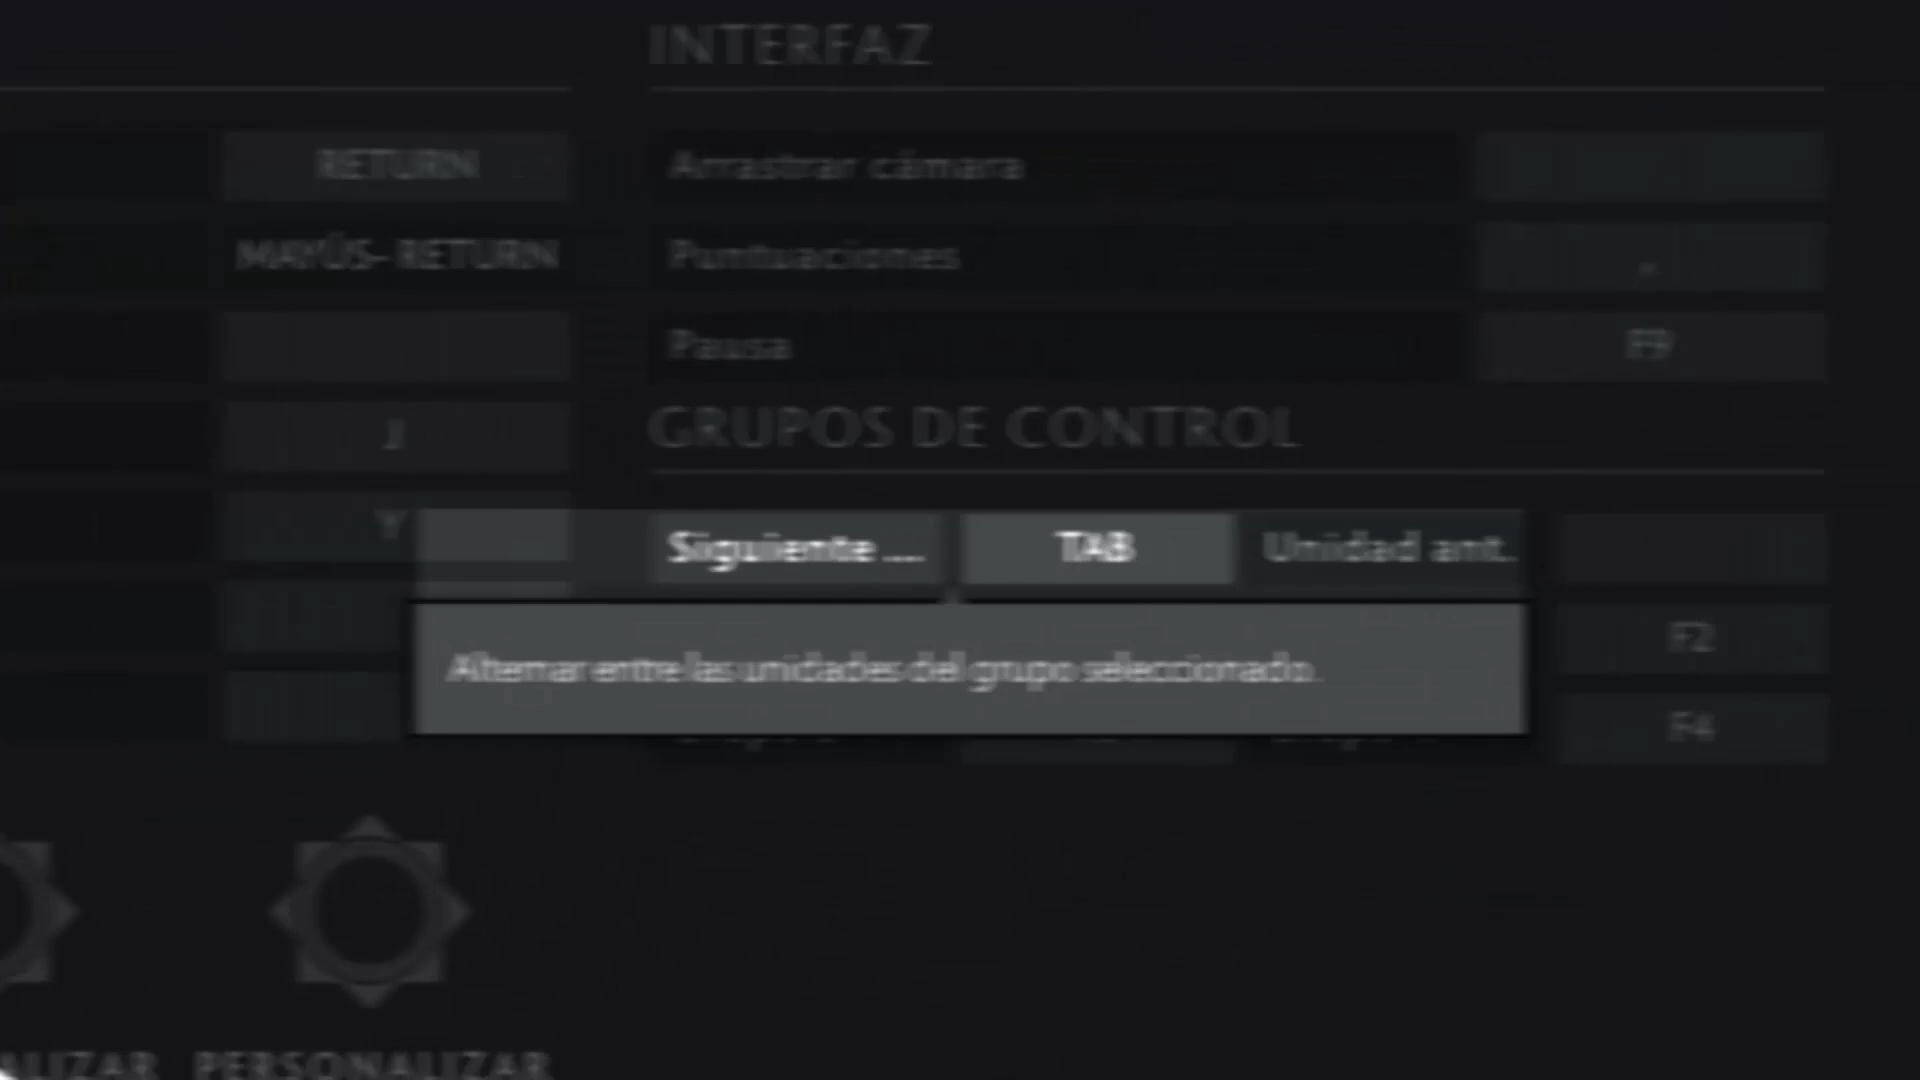 INTERFAZ
RETURN
Arrastrar cámara
MAYÚS- RETURN
Puntuaciones
Pausa
F9
J
GRUPOS DE CONTROL
Y
Siguiente ...
TAB
Unidad ant.
Alternar entre las unidades del grupo seleccionado.
F2
F4
ALIZAR
PERSONALIZAR